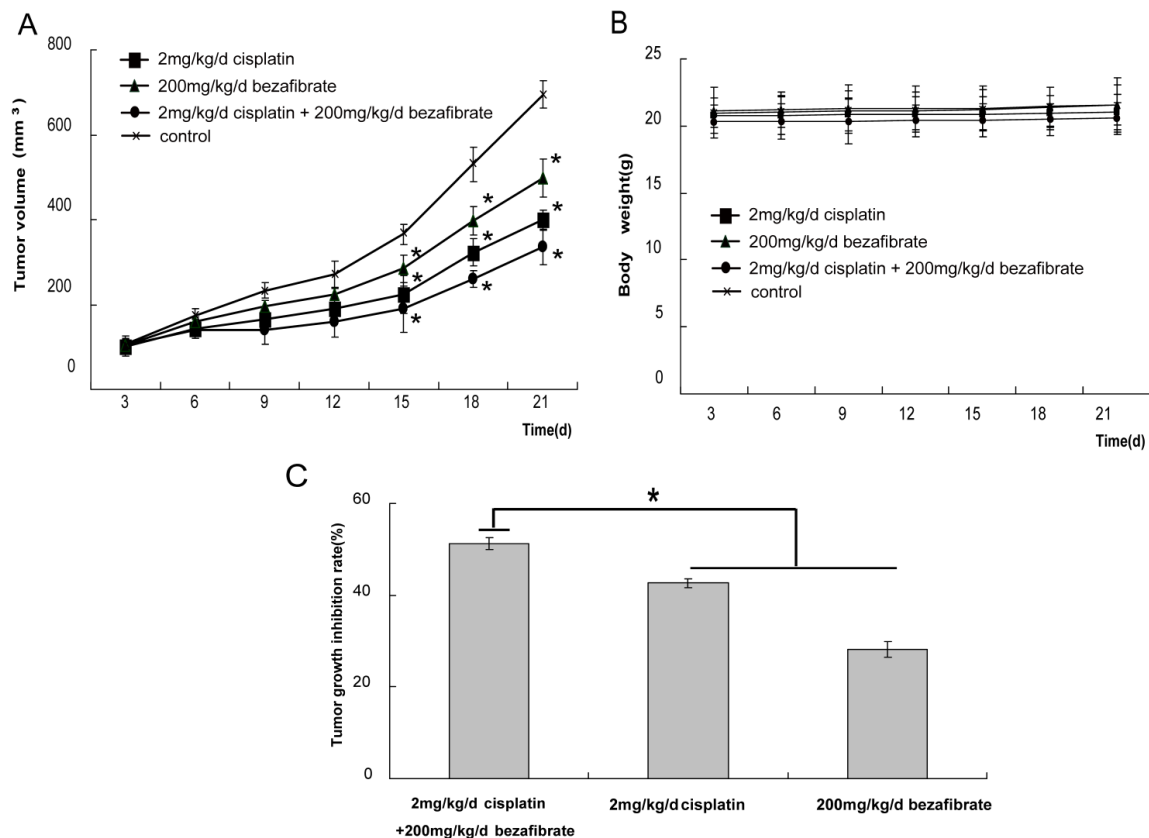 A
800
600
400
200
0
Tumor volume (mm³)
2mg/kg/d cisplatin
200mg/kg/d bezafibrate
2mg/kg/d cisplatin + 200mg/kg/d bezafibrate
control
* * *
* * *
* * *
3 6 9 12 15 18 21
Time(d)
B
25
20
15
10
5
0
Body weight(g)
2mg/kg/d cisplatin
200mg/kg/d bezafibrate
2mg/kg/d cisplatin + 200mg/kg/d bezafibrate
control
3 6 9 12 15 18 21
Time(d)
C
60
40
20
0
Tumor growth inhibition rate(%)
*
2mg/kg/d cisplatin
+200mg/kg/d bezafibrate
2mg/kg/d cisplatin
200mg/kg/d bezafibrate